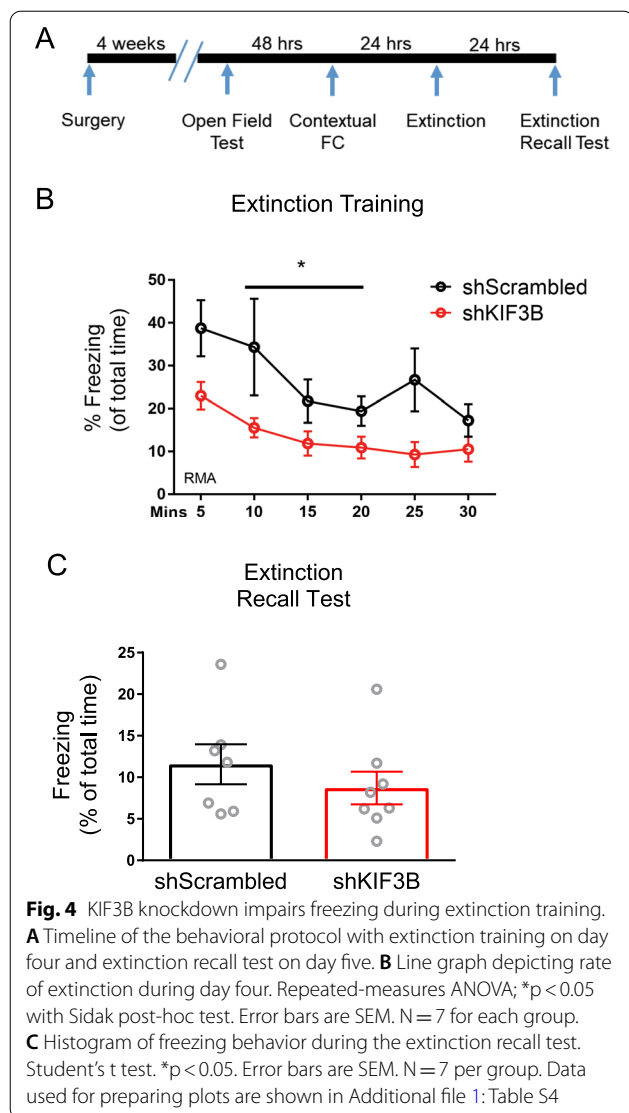 A
4 weeks 48 hrs 24 hrs 24 hrs
Surgery Open Field Contextual Extinction Extinction
Test FC Recall Test
B
Extinction Training
*
shScrambled
shKIF3B
% Freezing
(of total time)
50
40
30
20
10
0
RMA
Mins 5 10 15 20 25 30
C
Extinction
Recall Test
Freezing
(% of total time)
25
20
15
10
5
0
shScrambled shKIF3B
Fig. 4 KIF3B knockdown impairs freezing during extinction training.
A Timeline of the behavioral protocol with extinction training on day
four and extinction recall test on day five. B Line graph depicting rate
of extinction during day four. Repeated-measures ANOVA; *p < 0.05
with Sidak post-hoc test. Error bars are SEM. N = 7 for each group.
C Histogram of freezing behavior during the extinction recall test.
Student’s t test. *p < 0.05. Error bars are SEM. N = 7 per group. Data
used for preparing plots are shown in Additional file 1: Table S4